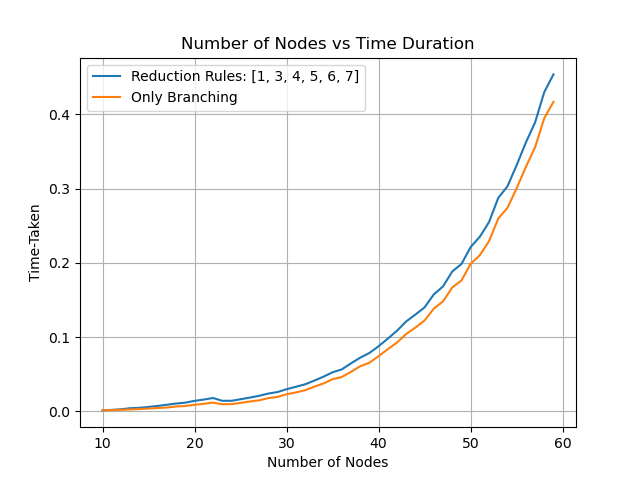 Number of Nodes vs Time Duration
Reduction Rules: [1, 3, 4, 5, 6, 7]
Only Branching
Time-Taken
0.4
0.3
0.2
0.1
0.0
10 20 30 40 50 60
Number of Nodes